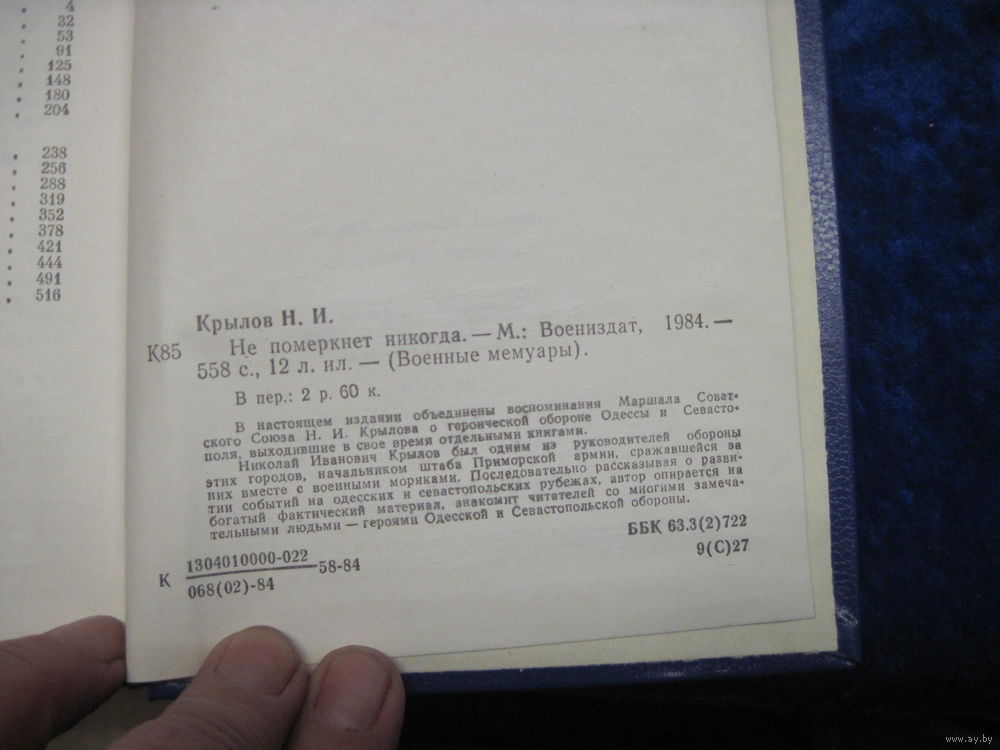 . 4
. 32
. 53
. 91
. 125
. 148
. 180
. 204
. 238
. 256
. 288
. 319
. 352
. 378
. 421
. 444
. 491
. 516
Крылов Н. И.
К85 Не померкнет никогда. — М.: Воениздат, 1984. —
558 с., 12 л. ил. — (Военные мемуары).
В пер.: 2 р. 60 к.
В настоящем издании объединены воспоминания Маршала Совет-
ского Союза Н. И. Крылова о героической обороне Одессы и Севасто-
поля, выходившие в свое время отдельными книгами.
Николай Иванович Крылов был одним из руководителей обороны
этих городов, начальником штаба Приморской армии, сражавшейся за
них вместе с военными моряками. Последовательно рассказывая о разви-
тии событий на одесских и севастопольских рубежах, автор опирается на
богатый фактический материал, знакомит читателей со многими замеча-
тельными людьми — героями Одесской и Севастопольской обороны.
ББК 63.3(2)722
9(С)27
К 1304010000-022 58-84
068(02)-84
www.ay.by